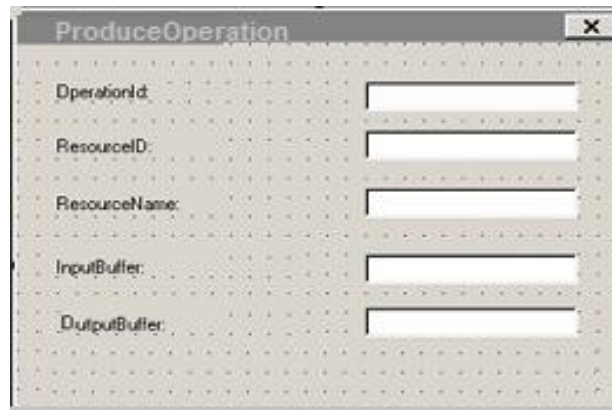 ProduceOperation
OperationId:
ResourceID:
ResourceName:
InputBuffer:
OutputBuffer: